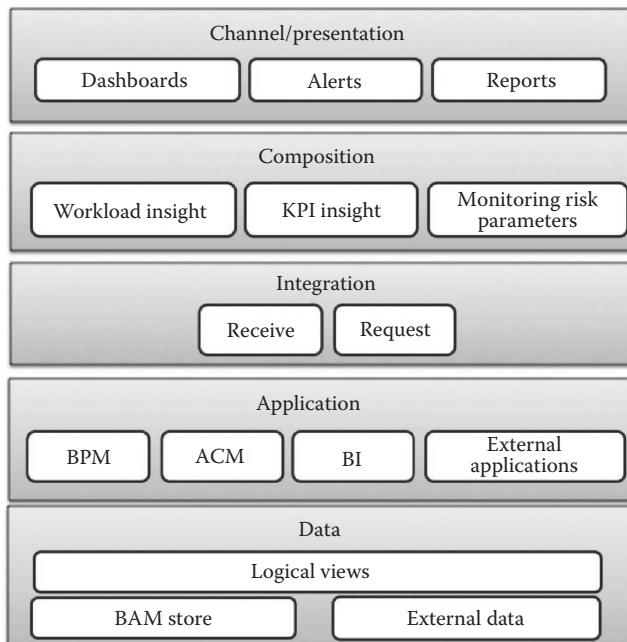 Channel/presentation
Dashboards
Alerts
Reports
Composition
Workload insight
KPI insight
Monitoring risk
parameters
Integration
Receive
Request
Application
BPM
ACM
BI
External
applications
Data
Logical views
BAM store
External data